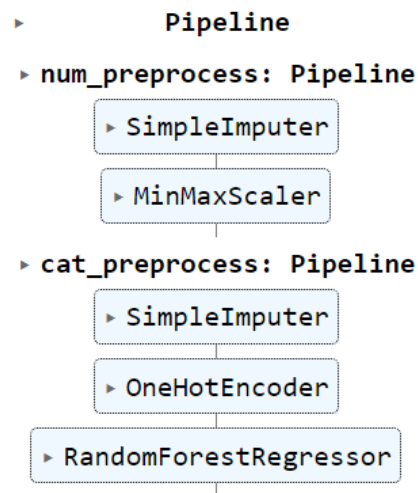 Pipeline
num_preprocess: Pipeline
SimpleImputer
MinMaxScaler
cat_preprocess: Pipeline
SimpleImputer
OneHotEncoder
RandomForestRegressor